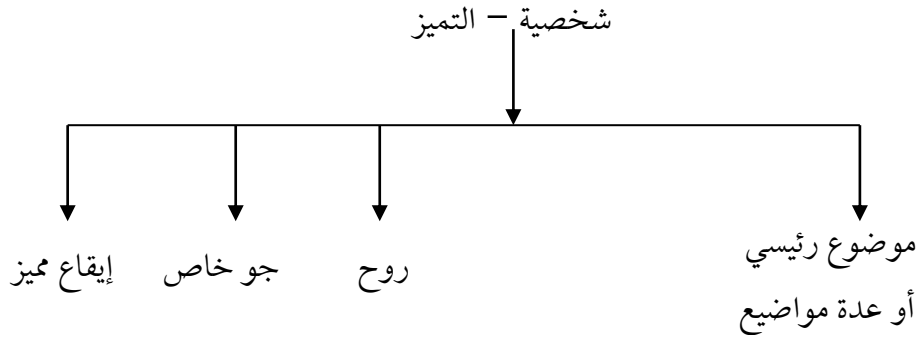 شخصية – التميز
موضوع رئيسي
أو عدة مواضيع
روح
جو خاص
إيقاع مميز